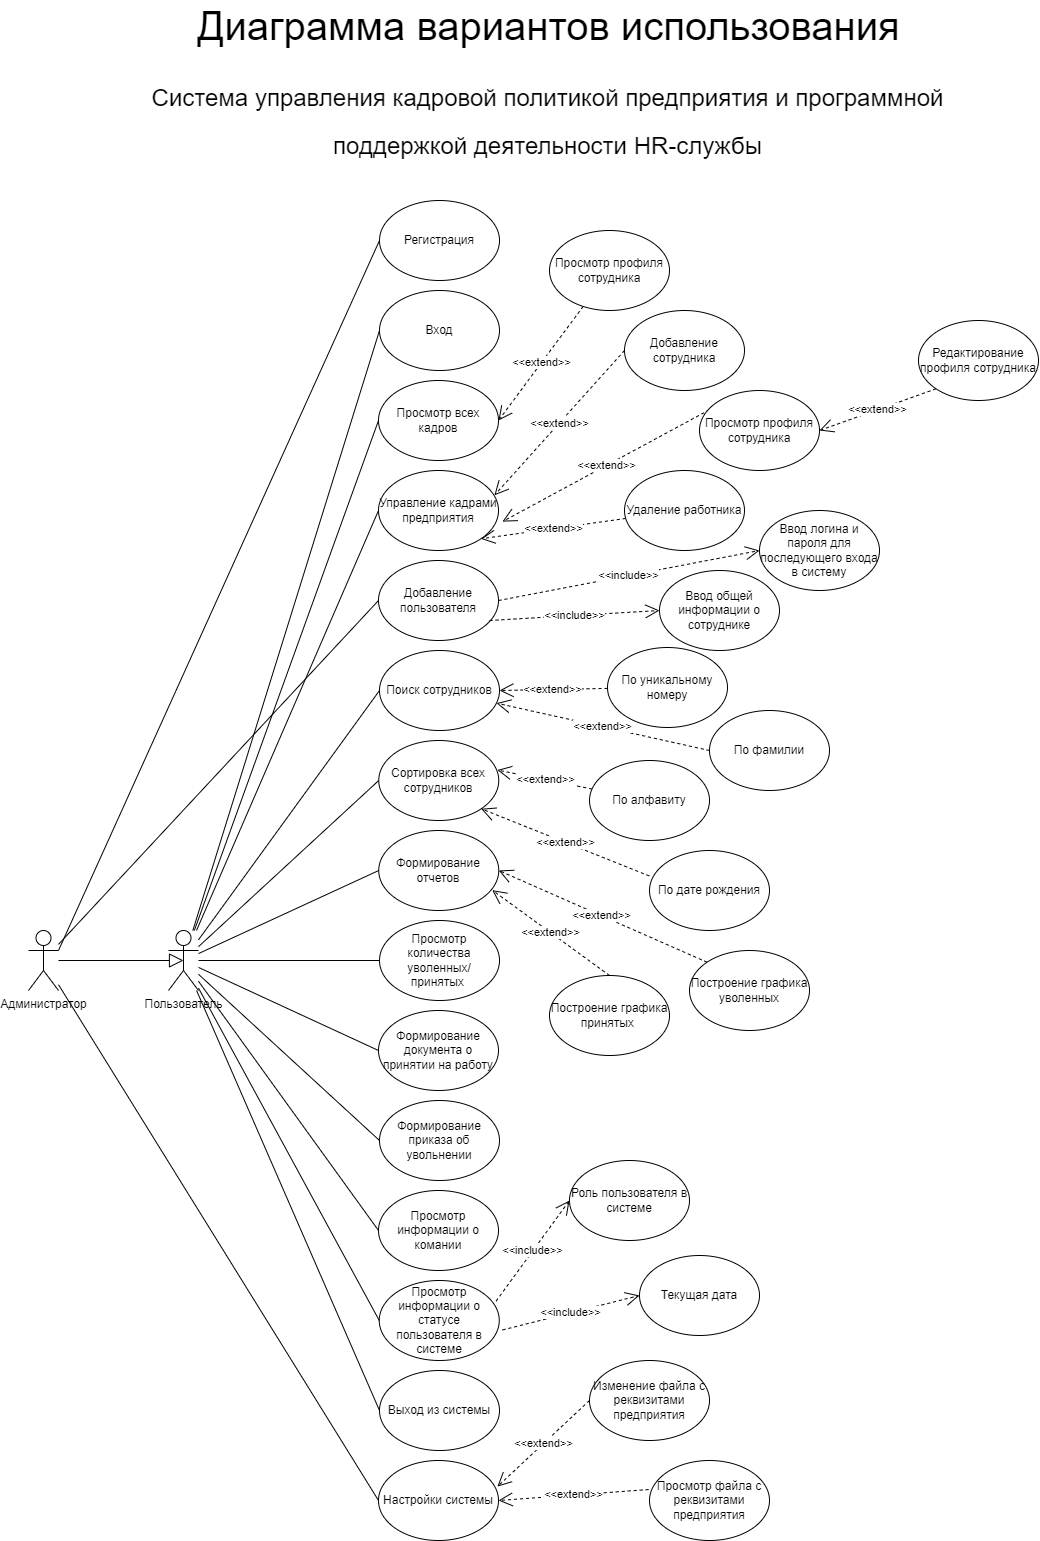 Диаграмма вариантов использования
Система управления кадровой политикой предприятия и программной
поддержкой деятельности HR-службы
Регистрация
Просмотр профиля
сотрудника
Вход
<<extend>>
Добавление
сотрудника
Редактирование
профиля сотрудника
Просмотр всех
кадров
<<extend>>
Просмотр профиля
сотрудника
<<extend>>
<<extend>>
Управление кадрами
предприятия
<<extend>>
Удаление работника
Ввод логина и
пароля для
последующего входа
в систему
Добавление
пользователя
<<include>>
<<include>>
Ввод общей
информации о
сотруднике
Поиск сотрудников
<<extend>>
По уникальному
номеру
<<extend>>
По фамилии
Сортировка всех
сотрудников
<<extend>>
По алфавиту
<<extend>>
По дате рождения
Формирование
отчетов
<<extend>>
<<extend>>
Просмотр
количества
уволенных/
принятых
Построение графика
уволенных
Построение графика
принятых
Администратор
Пользователь
Формирование
документа о
принятии на работу
Формирование
приказа об
увольнении
Просмотр
информации о
комании
Роль пользователя в
системе
<<include>>
Просмотр
информации о
статусе
пользователя в
системе
<<include>>
Текущая дата
Выход из системы
Изменение файла с
реквизитами
предприятия
<<extend>>
Настройки системы
<<extend>>
Просмотр файла с
реквизитами
предприятия